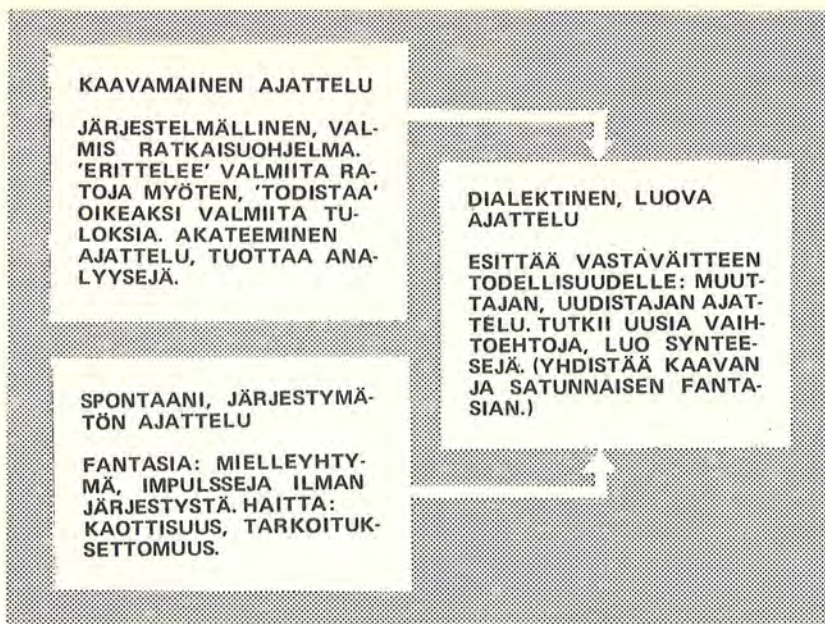 KAAVAMAINEN AJATTELU
JÄRJESTELMÄLLINEN, VAL-
MIS RATKAISUOHJELMA.
'ERITTELEE' VALMIITA RA-
TOJA MYÖTEN, 'TODISTAA'
OIKEAKSI VALMIITA TU-
LOKSIA. AKATEEMINEN
AJATTELU, TUOTTAA ANA-
LYYSEJÄ.
SPONTAANI, JÄRJESTYMÄ-
TÖN AJATTELU
FANTASIA: MIELLEYHTY-
MÄ, IMPULSSEJA ILMAN
JÄRJESTYSTÄ. HAITTA:
KAOTTISUUS, TARKOITUK-
SETTOMUUS.
DIALEKTINEN, LUOVA
AJATTELU
ESITTÄÄ VASTAVÄITTEEN
TODELLISUUDELLE: MUUT-
TAJAN, UUDISTAJAN AJAT-
TELU. TUTKII UUSIA VAIH-
TOEHTOJA, LUO SYNTEE-
SEJÄ. (YHDISTÄÄ KAAVAN
JA SATUNNAISEN FANTA-
SIAN.)